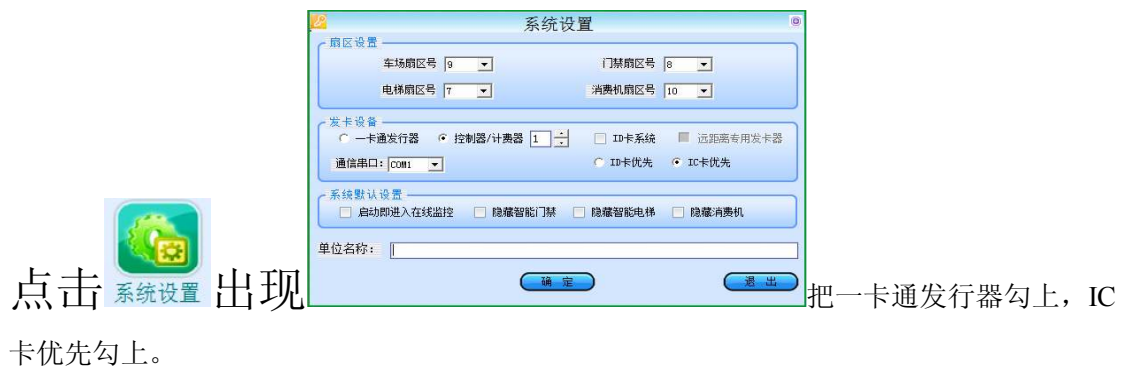 系统设置
扇区设置
车场扇区号 9 门禁扇区号 8
电梯扇区号 7 消费机扇区号 10
发卡设备
一卡通发行器 控制器/计费器 1 ID卡系统 远距离专用发卡器
通信串口: COM1 ID卡优先 IC卡优先
系统默认设置
启动即进入在线监控 隐藏智能门禁 隐藏智能电梯 隐藏消费机
单位名称:
确 定 退 出
点击 系统设置 出现 把一卡通发行器勾上，IC
卡优先勾上。